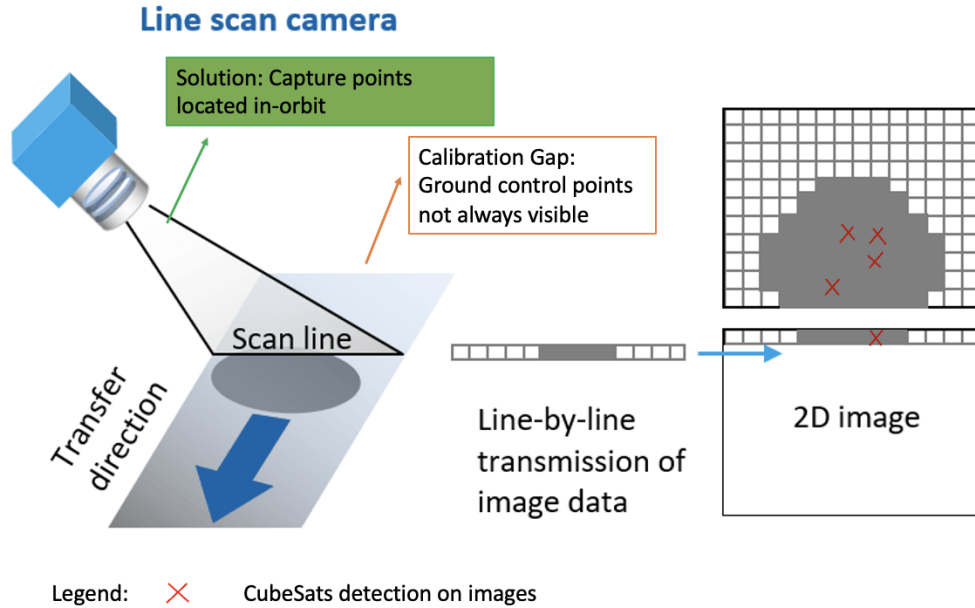 Line scan camera
Solution: Capture points
located in-orbit
Calibration Gap:
Ground control points
not always visible
Scan line
Transfer
direction
Line-by-line
transmission of
image data
2D image
Legend:
CubeSats detection on images